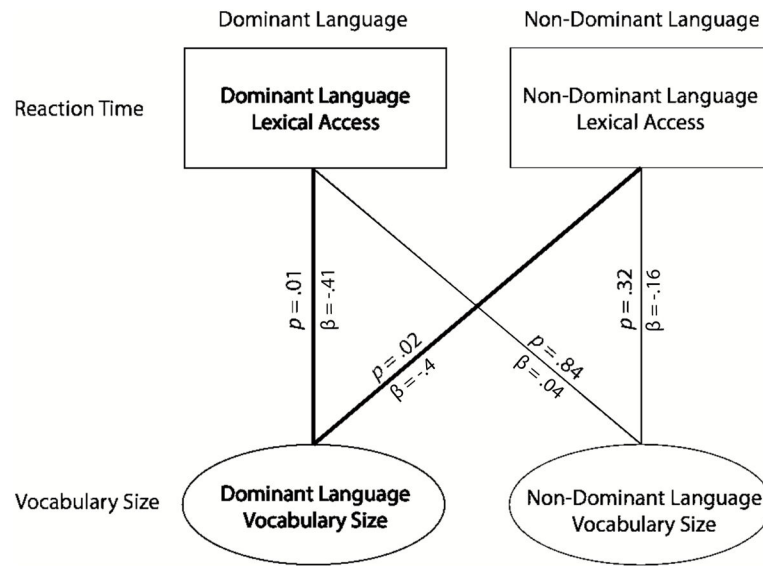 Dominant Language
Non-Dominant Language
Reaction Time
Dominant Language
Lexical Access
Non-Dominant Language
Lexical Access
p = .01
β = -.41
p = .02
β = -.4
p = .84
β = .04
p = .32
β = -.16
Vocabulary Size
Dominant Language
Vocabulary Size
Non-Dominant Language
Vocabulary Size